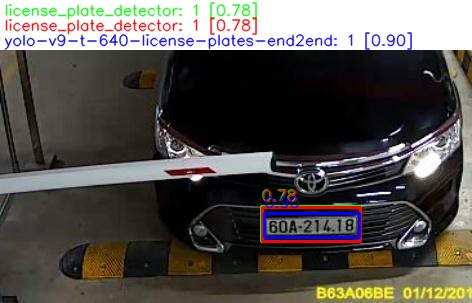 license_plate_detector: 1 [0.78]
license_plate_detector: 1 [0.78]
yolo-v9-t-640-license-plates-end2end: 1 [0.90]
0.78
60A-214.18
B63A06BE 01/12/201